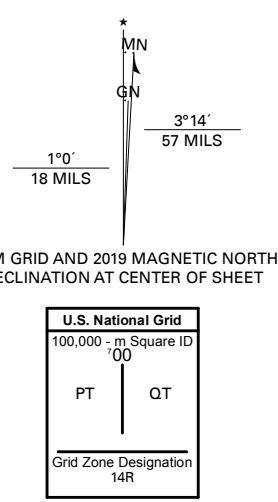 ★
MN
GN
3°14´
57 MILS
1°0´
18 MILS
M GRID AND 2019 MAGNETIC NORTH
ECLINATION AT CENTER OF SHEET
U.S. National Grid
100,000 - m Square ID
⁷00
PT QT
Grid Zone Designation
14R